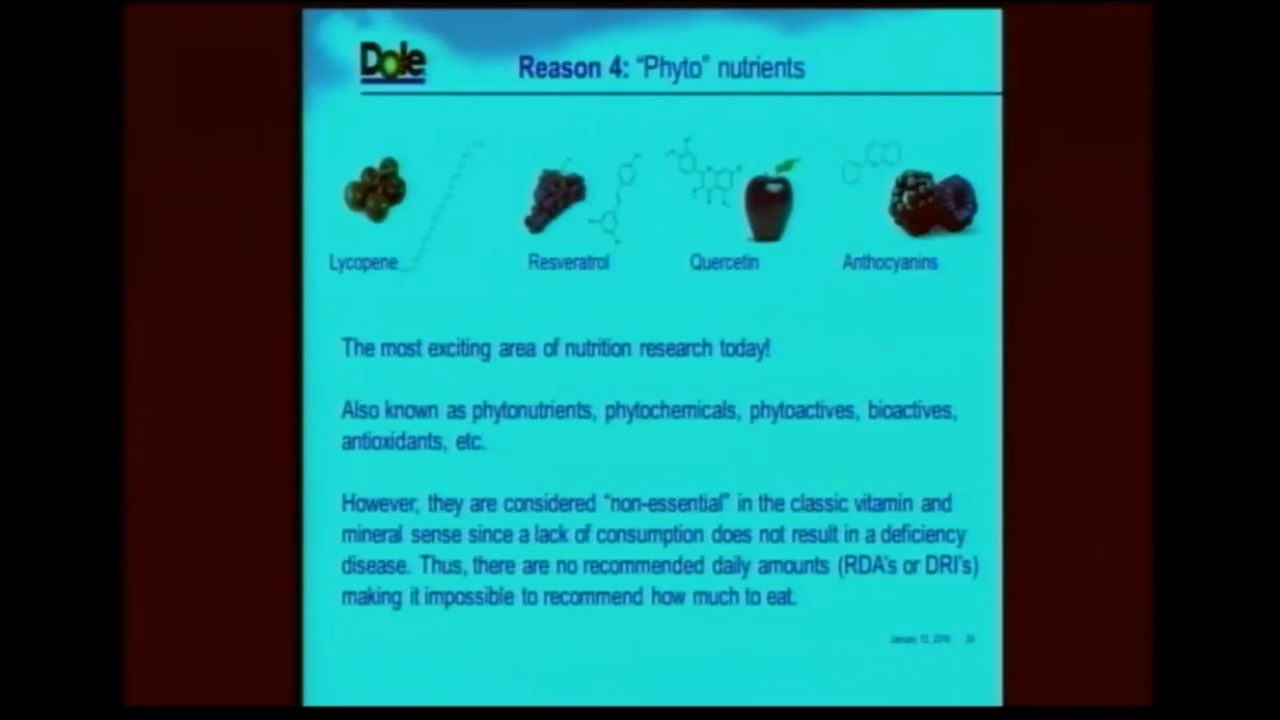 Dole
Reason 4: “Phyto” nutrients
Lycopene
Resveratrol
Quercetin
Anthocyanins
The most exciting area of nutrition research today!
Also known as phytonutrients, phytochemicals, phytoactives, bioactives,
antioxidants, etc.
However, they are considered “non-essential” in the classic vitamin and
mineral sense since a lack of consumption does not result in a deficiency
disease. Thus, there are no recommended daily amounts (RDA's or DRI's)
making it impossible to recommend how much to eat.
January